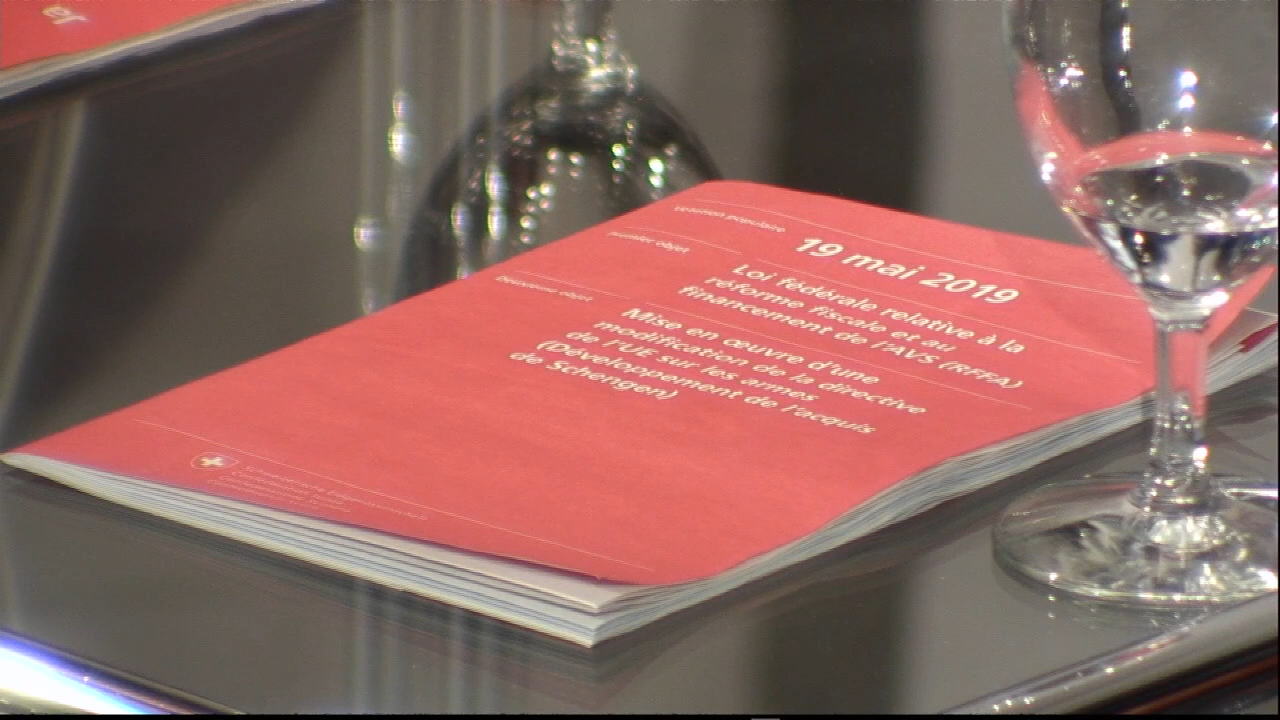 Votation populaire
19 mai 2019
Premier objet
Loi fédérale relative à la
réforme fiscale et au
financement de l'AVS (RFFA)
Deuxième objet
Mise en œuvre d'une
modification de la directive
de l'UE sur les armes
(Développement de l'acquis
de Schengen)